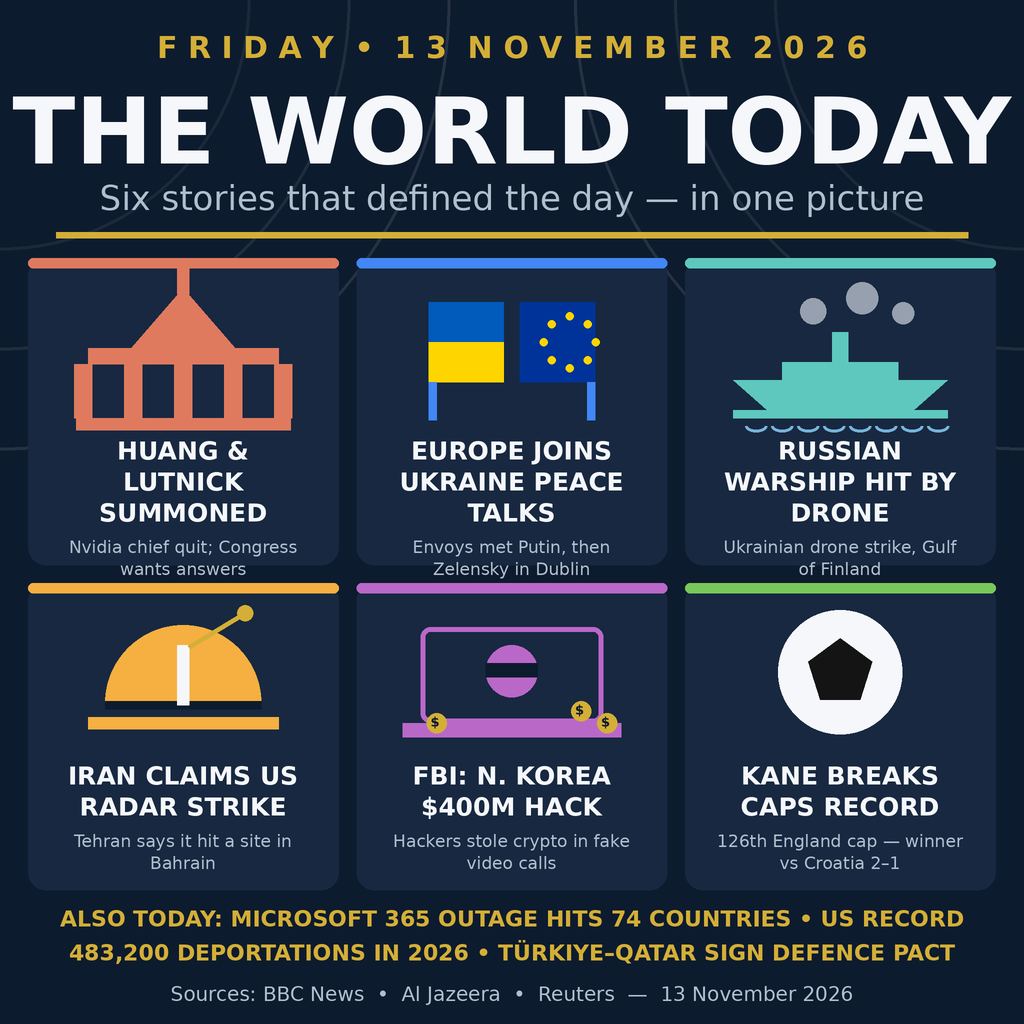 FRIDAY • 13 NOVEMBER 2026
THE WORLD TODAY
Six stories that defined the day — in one picture
HUANG &
LUTNICK
SUMMONED
Nvidia chief quit; Congress
wants answers
EUROPE JOINS
UKRAINE PEACE
TALKS
Envoys met Putin, then
Zelensky in Dublin
RUSSIAN
WARSHIP HIT BY
DRONE
Ukrainian drone strike, Gulf
of Finland
IRAN CLAIMS US
RADAR STRIKE
Tehran says it hit a site in
Bahrain
$
$
$
FBI: N. KOREA
$400M HACK
Hackers stole crypto in fake
video calls
KANE BREAKS
CAPS RECORD
126th England cap — winner
vs Croatia 2–1
ALSO TODAY: MICROSOFT 365 OUTAGE HITS 74 COUNTRIES • US RECORD
483,200 DEPORTATIONS IN 2026 • TÜRKIYE–QATAR SIGN DEFENCE PACT
Sources: BBC News • Al Jazeera • Reuters — 13 November 2026